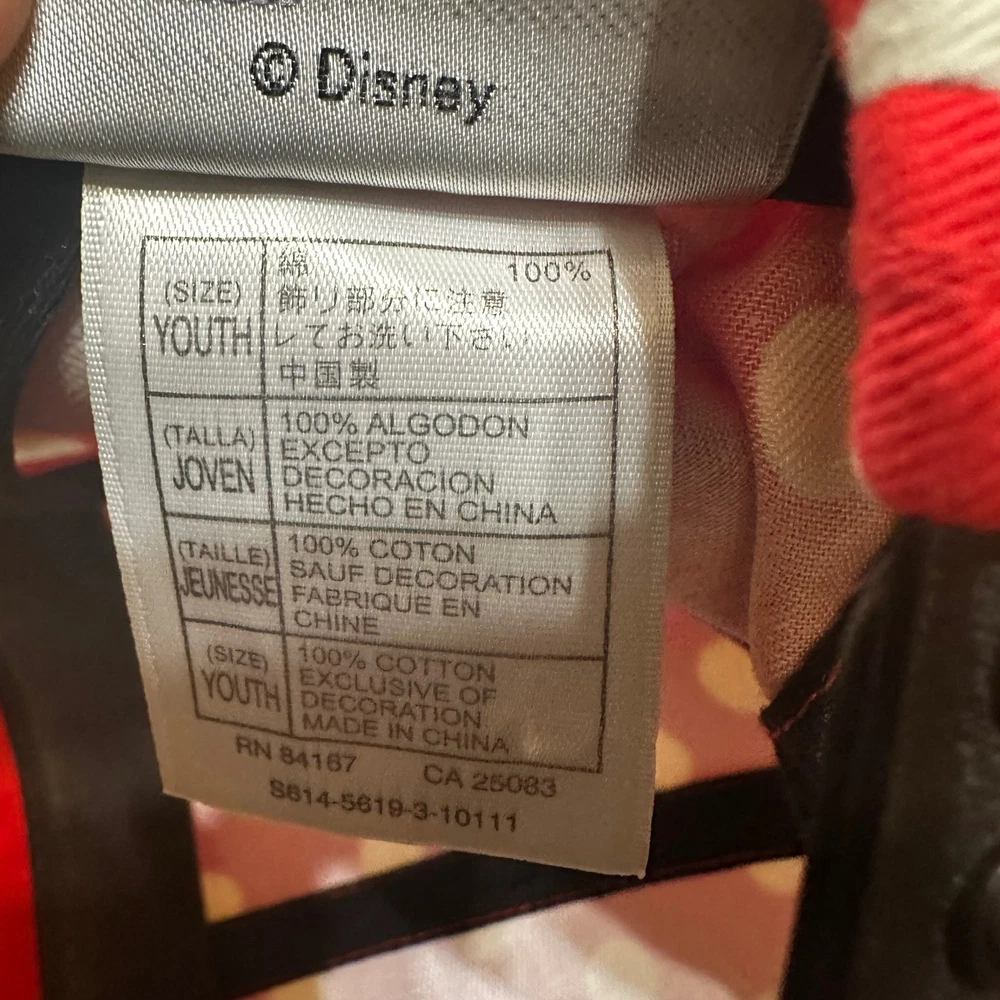 © Disney
(SIZE)
YOUTH
綿 100%
飾り部分に注意
してお洗い下さい
中国製
(TALLA)
JOVEN
100% ALGODON
EXCEPTO
DECORACION
HECHO EN CHINA
(TAILLE)
JEUNESSE
100% COTON
SAUF DECORATION
FABRIQUE EN
CHINE
(SIZE)
YOUTH
100% COTTON
EXCLUSIVE OF
DECORATION
MADE IN CHINA
RN 84167 CA 25083
S614-5619-3-10111